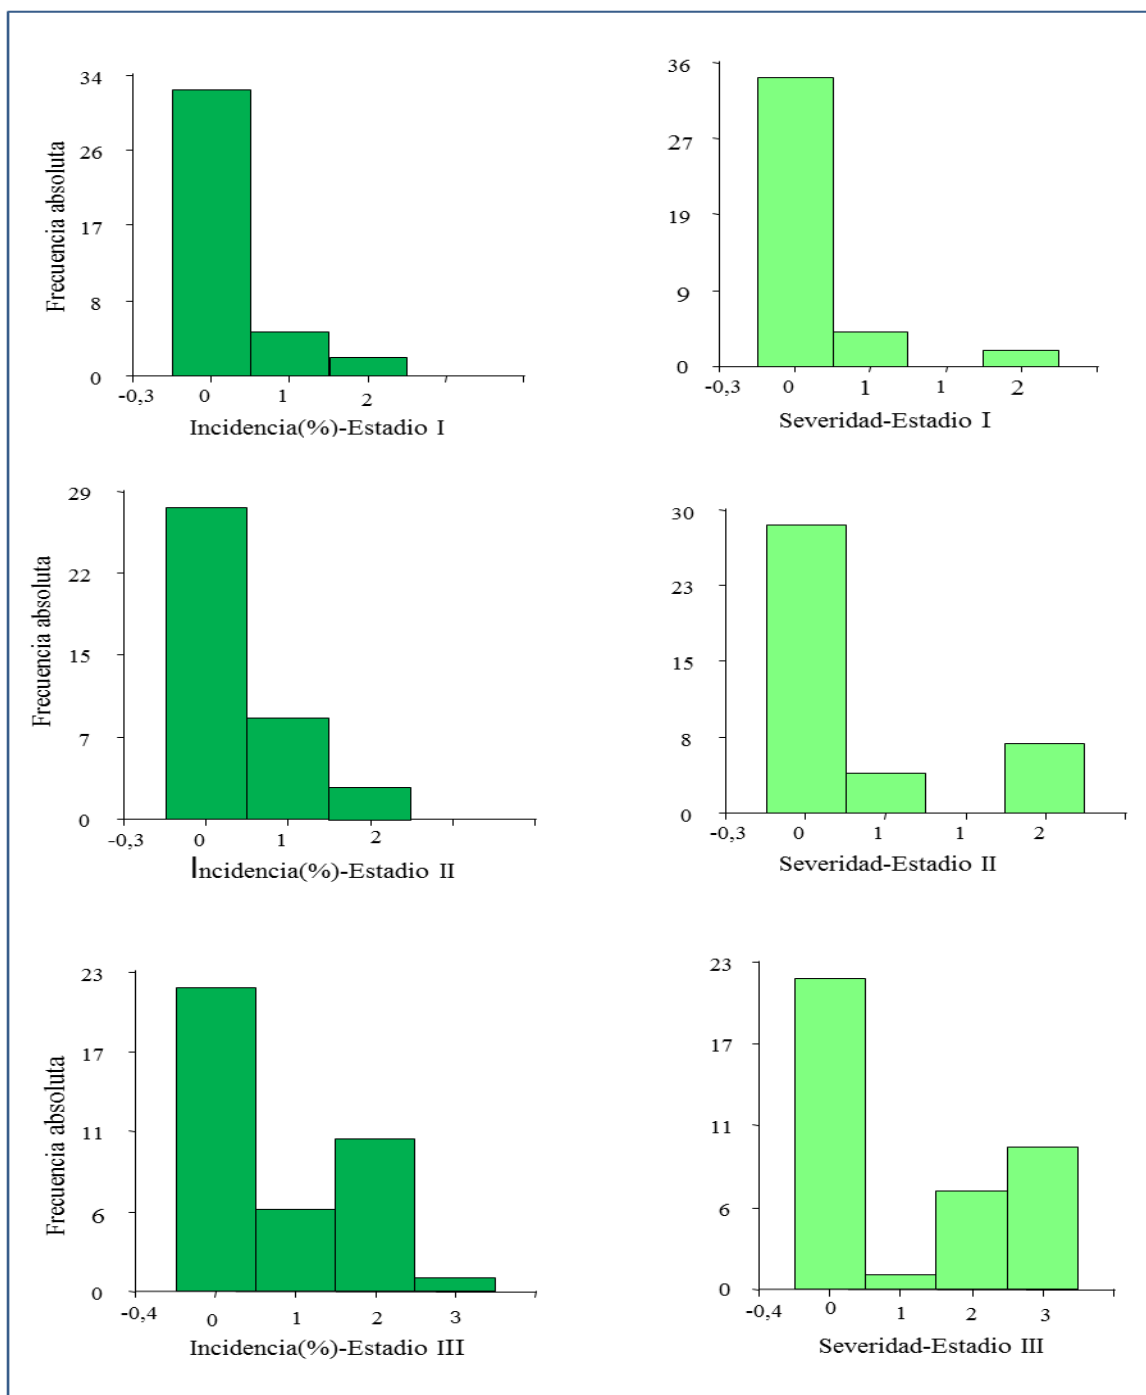 34
26
17
8
0
Frecuencia absoluta
-0,3 0 1 2
Incidencia(%)-Estadio I
36
27
19
9
0
-0,3 0 1 1 2
Severidad-Estadio I
29
22
15
7
0
Frecuencia absoluta
-0,3 0 1 2
Incidencia(%)-Estadio II
30
23
15
8
0
-0,3 0 1 1 2
Severidad-Estadio II
23
17
11
6
0
Frecuencia absoluta
-0,4 0 1 2 3
Incidencia(%)-Estadio III
23
17
11
6
0
-0,4 0 1 2 3
Severidad-Estadio III